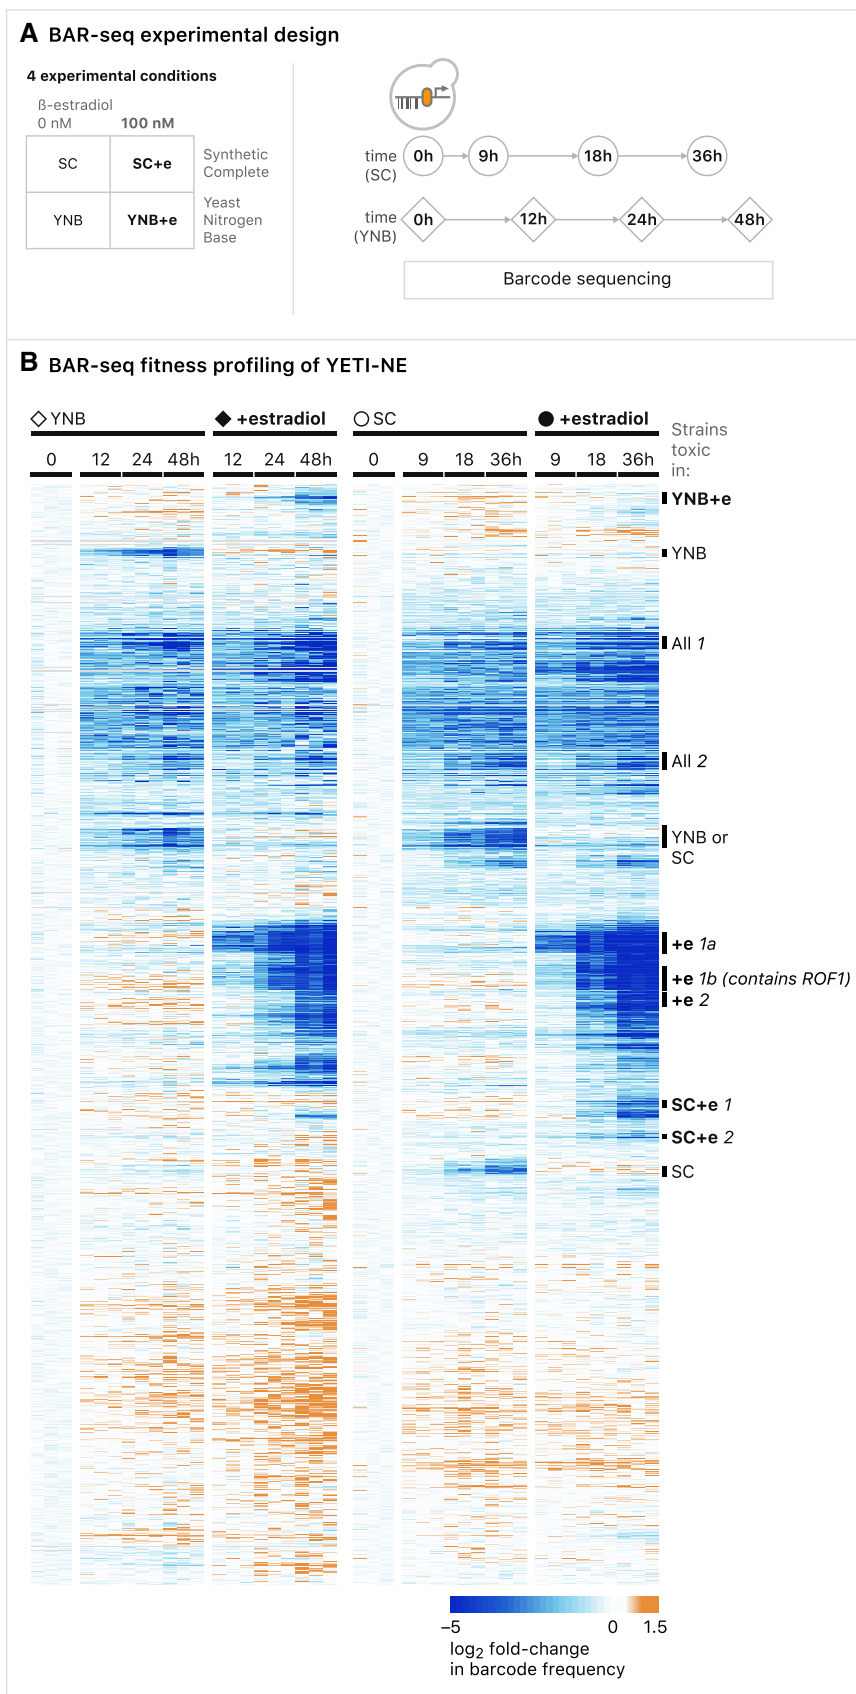 A BAR-seq experimental design
4 experimental conditions
ß-estradiol
0 nM 100 nM
SC SC+e Synthetic Complete
YNB YNB+e Yeast Nitrogen Base
time (SC) 0h 9h 18h 36h
time (YNB) 0h 12h 24h 48h
Barcode sequencing
B BAR-seq fitness profiling of YETI-NE
YNB +estradiol SC +estradiol
0 12 24 48h 12 24 48h 0 9 18 36h 9 18 36h
Strains
toxic
in:
YNB+e
YNB
All 1
All 2
YNB or
SC
+e 1a
+e 1b (contains ROF1)
+e 2
SC+e 1
SC+e 2
SC
−5 0 1.5
log2 fold-change
in barcode frequency